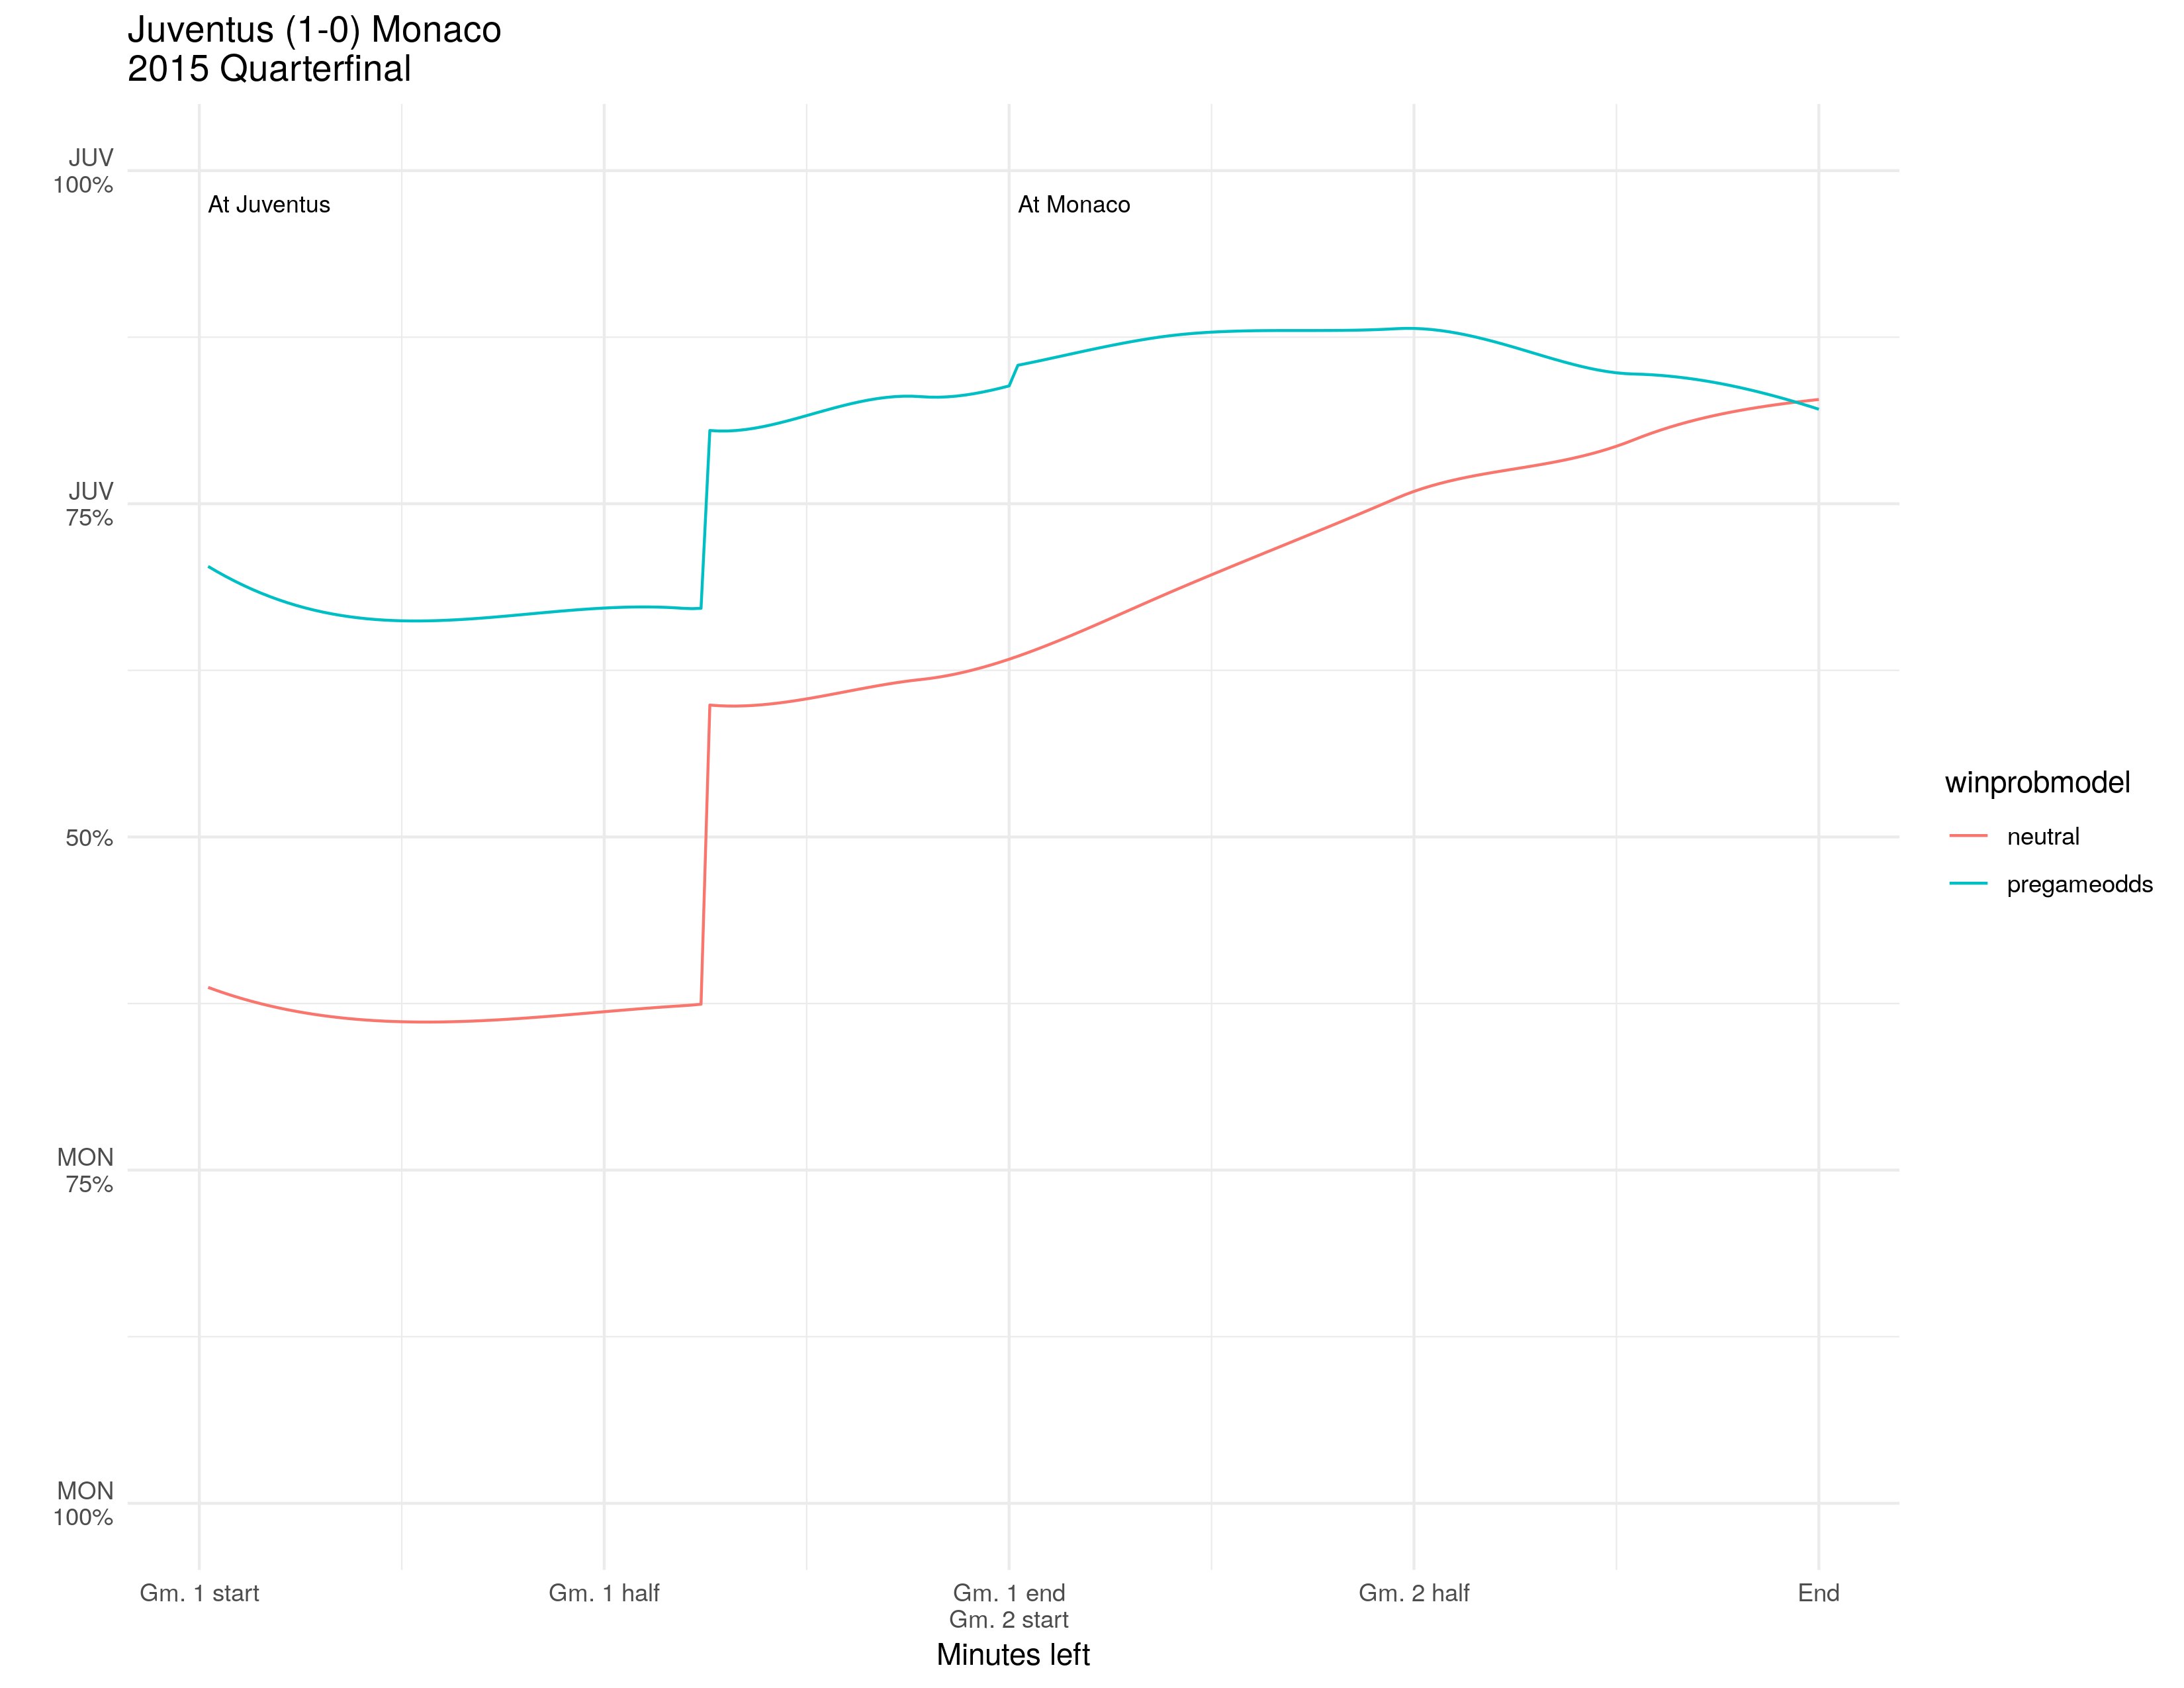 Juventus (1-0) Monaco
2015 Quarterfinal
JUV
100%
At Juventus
At Monaco
JUV
75%
50%
MON
75%
MON
100%
winprobmodel
neutral
pregameodds
Gm. 1 start
Gm. 1 half
Gm. 1 end
Gm. 2 start
Gm. 2 half
End
Minutes left